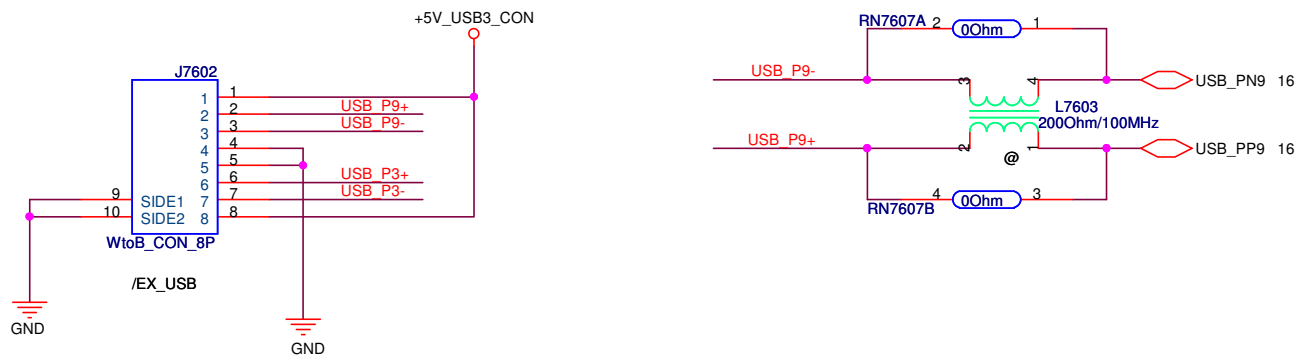 +5V_USB3_CON
J7602
1 1
2 2 USB_P9+
3 3 USB_P9-
4 4
5 5
6 6 USB_P3+
9 SIDE1 7 7 USB_P3-
10 SIDE2 8 8
WtoB_CON_8P
/EX_USB
GND
GND
RN7607A 2 0Ohm 1
USB_P9- 3 4 USB_PN9 16
L7603
200Ohm/100MHz
USB_P9+ 2 1 USB_PP9 16
@
4 0Ohm 3
RN7607B